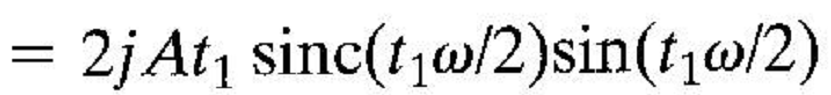 = 2jAt₁ sinc(t₁ω/2)sin(t₁ω/2)